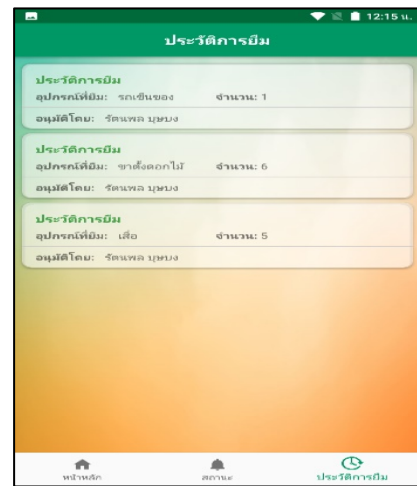 12:15 น.
ประวัติการยืม
ประวัติการยืม
อุปกรณ์ที่ยืม: รถเข็นของ จำนวน: 1
อนุมัติโดย: รัตนพล บุษบง
ประวัติการยืม
อุปกรณ์ที่ยืม: ขาตั้งดอกไม้ จำนวน: 6
อนุมัติโดย: รัตนพล บุษบง
ประวัติการยืม
อุปกรณ์ที่ยืม: เสื่อ จำนวน: 5
อนุมัติโดย: รัตนพล บุษบง
หน้าหลัก สถานะ ประวัติการยืม